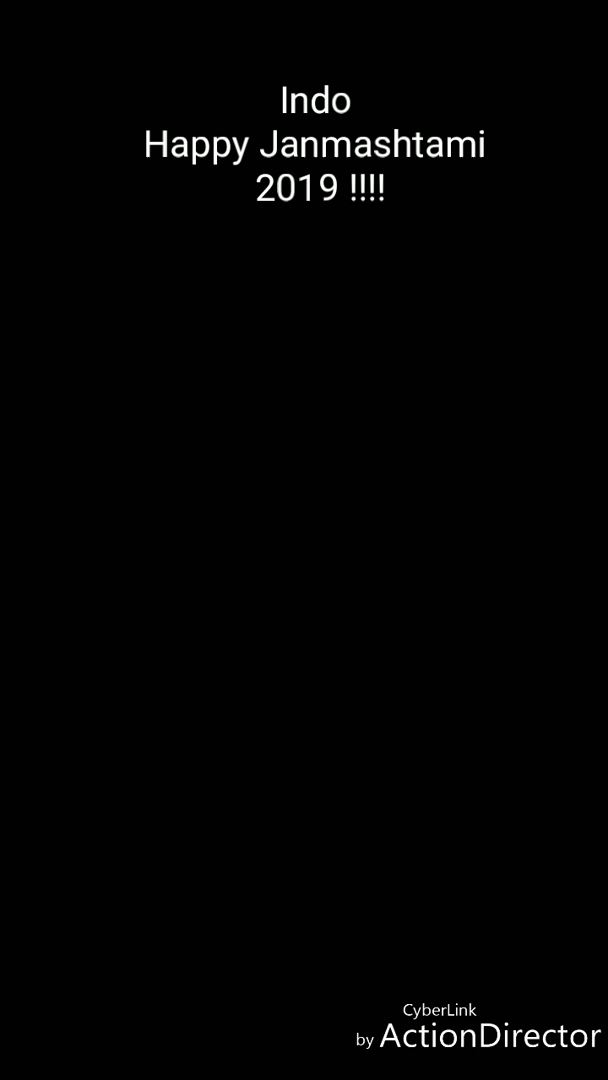 Indo
Happy Janmashtami
2019 !!!!
CyberLink
by ActionDirector